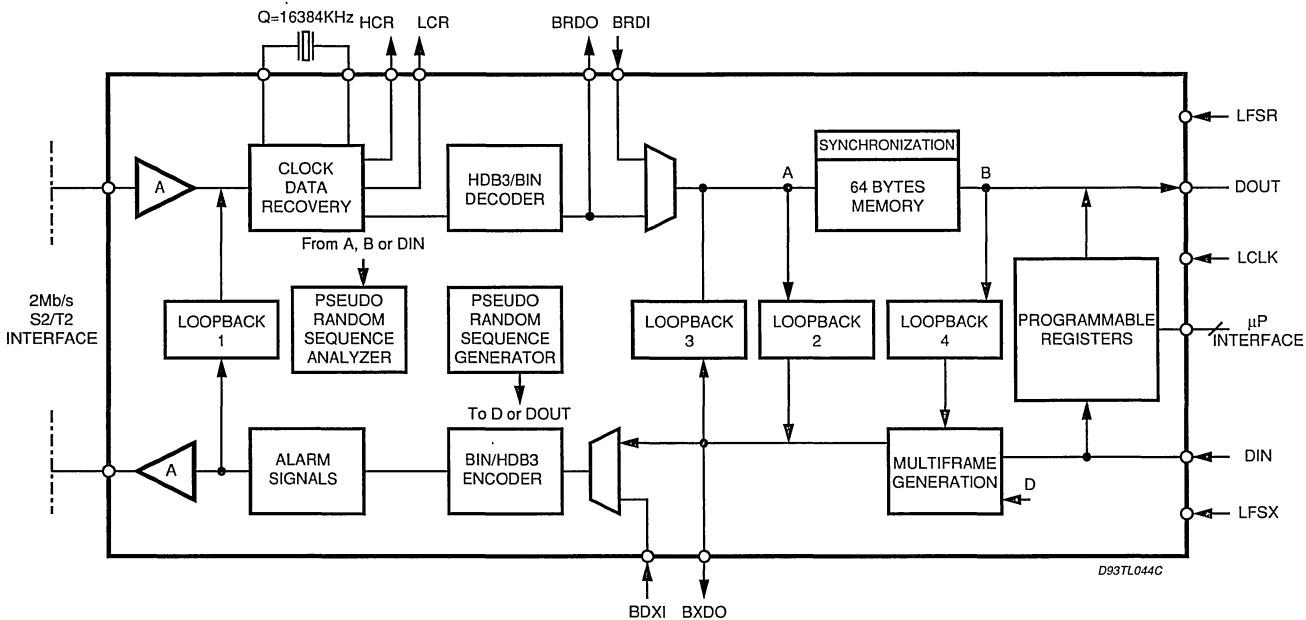 Q=16384KHz
HCR
LCR
BRDO
BRDI
LFSR
A
CLOCK
DATA
RECOVERY
HDB3/BIN
DECODER
A
SYNCHRONIZATION
64 BYTES
MEMORY
B
DOUT
From A, B or DIN
LCLK
2Mb/s
S2/T2
INTERFACE
LOOPBACK
1
PSEUDO
RANDOM
SEQUENCE
ANALYZER
PSEUDO
RANDOM
SEQUENCE
GENERATOR
LOOPBACK
3
LOOPBACK
2
LOOPBACK
4
PROGRAMMABLE
REGISTERS
µP
INTERFACE
To D or DOUT
A
ALARM
SIGNALS
BIN/HDB3
ENCODER
MULTIFRAME
GENERATION
D
DIN
LFSX
D93TL044C
BDXI
BXDO